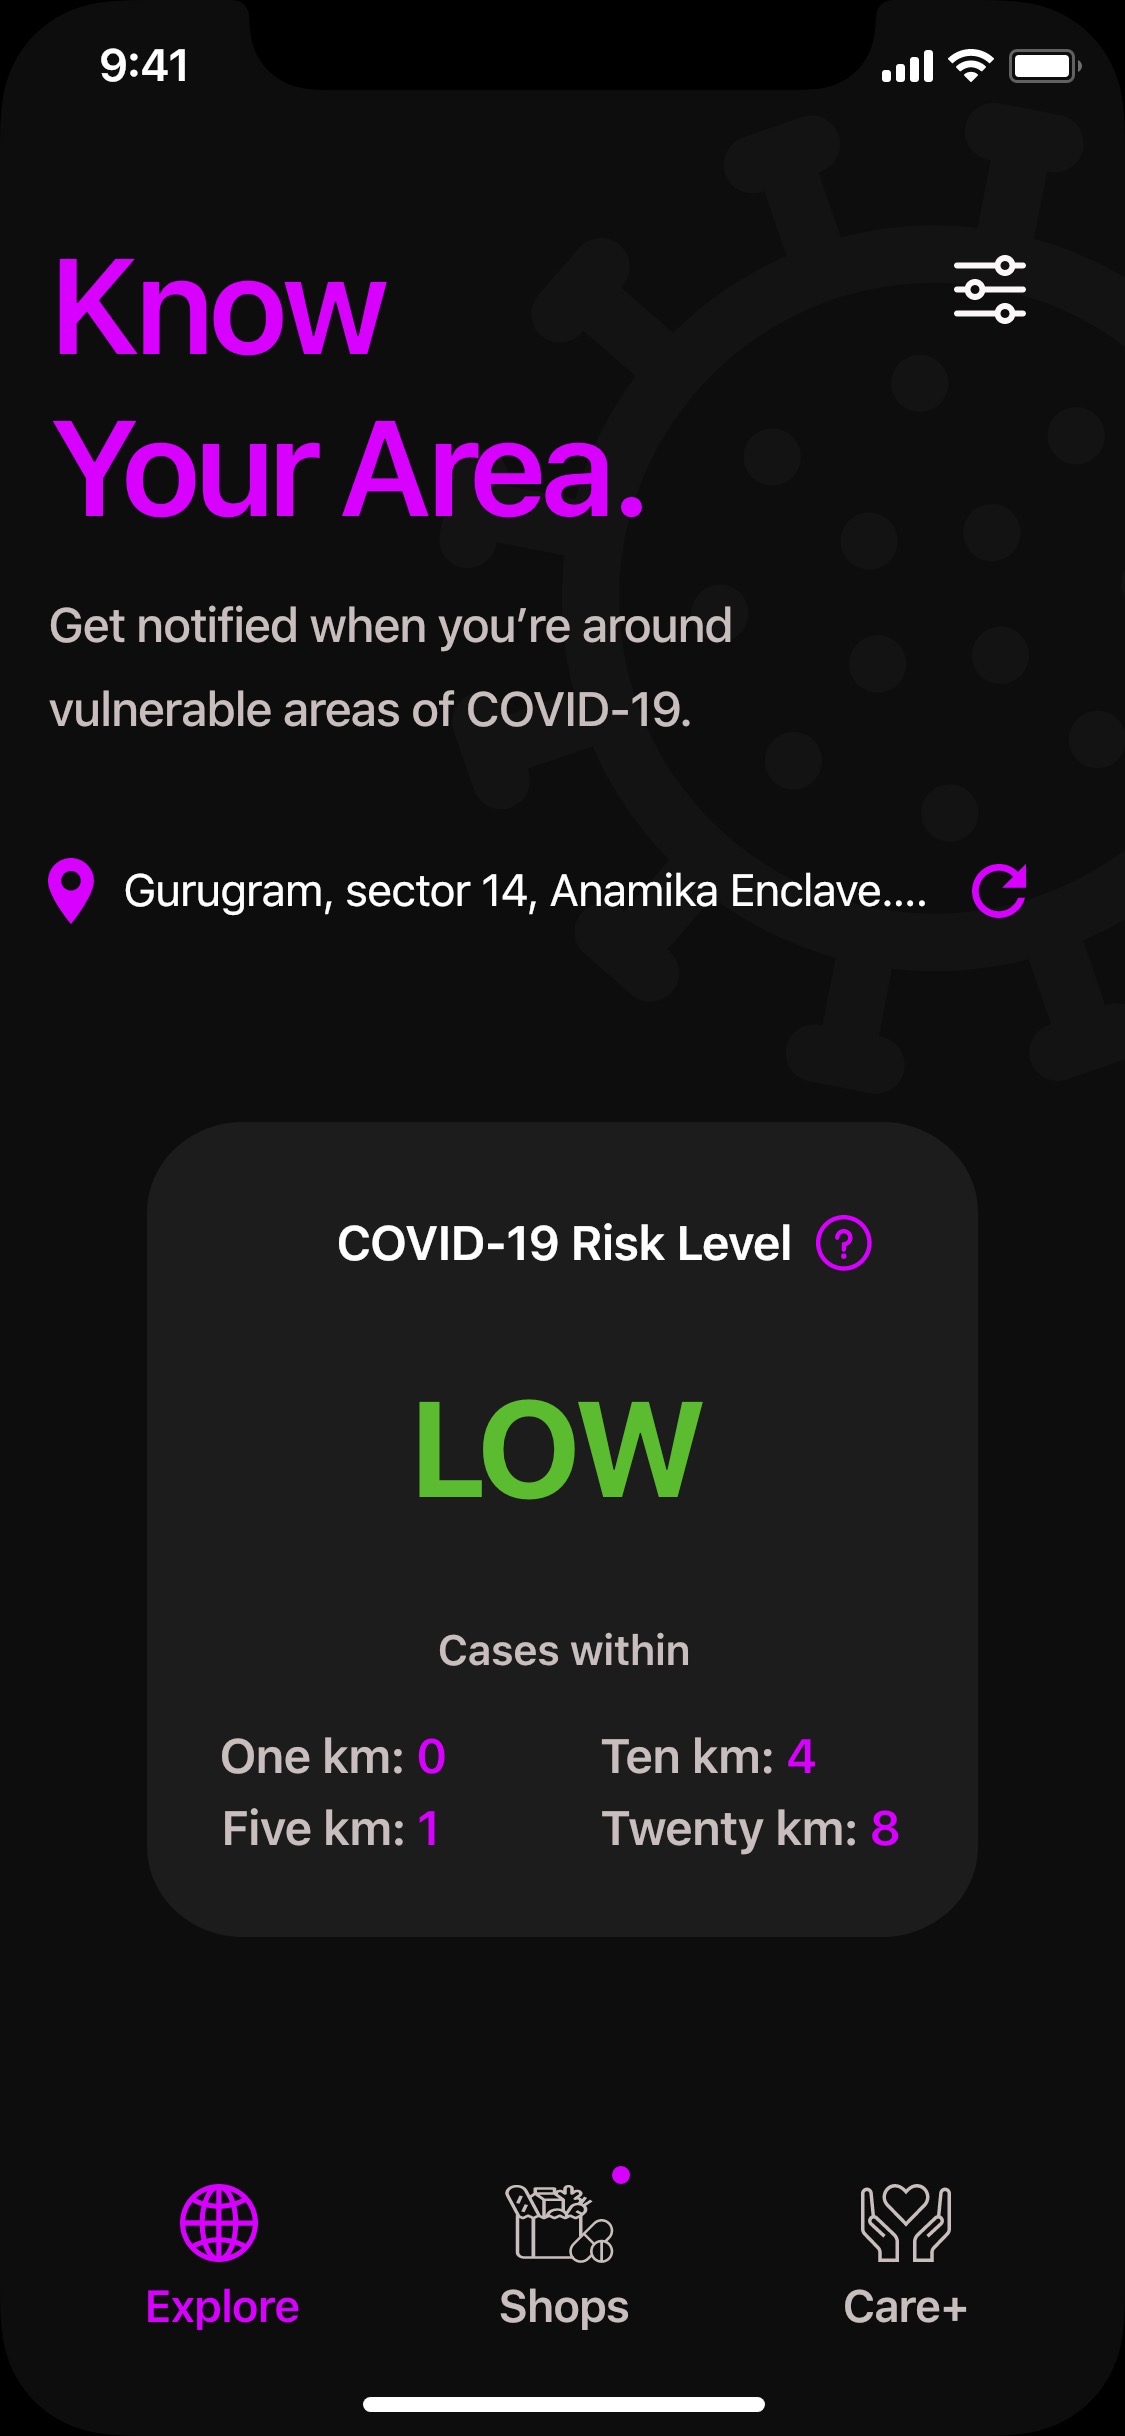 9:41
Know
Your Area.
Get notified when you’re around
vulnerable areas of COVID-19.
Gurugram, sector 14, Anamika Enclave....
COVID-19 Risk Level ?
LOW
Cases within
One km: 0
Ten km: 4
Five km: 1
Twenty km: 8
Explore
Shops
Care+